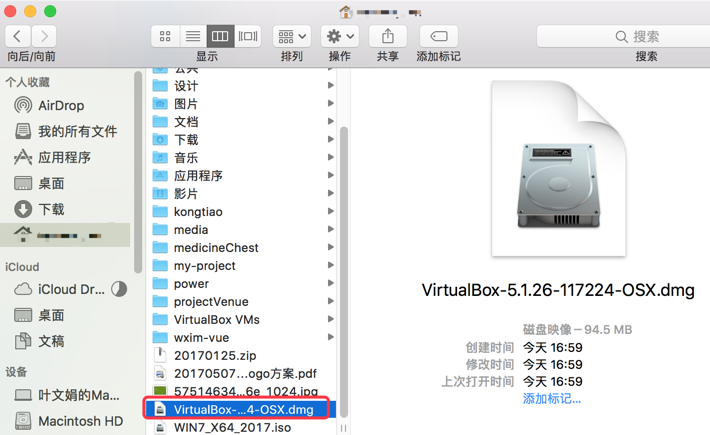 搜索
向后/向前
显示
排列
操作
共享
添加标记
搜索
个人收藏
AirDrop
我的所有文件
应用程序
桌面
下载
iCloud
iCloud Dr...
桌面
文稿
设备
叶文娟的Ma...
Macintosh HD
公共
设计
图片
文档
下载
音乐
应用程序
影片
kongtiao
media
medicineChest
my-project
power
projectVenue
VirtualBox VMs
wxim-vue
20170125.zip
20170507...ogo方案.pdf
57514634...6e_1024.jpg
VirtualBox-...4-OSX.dmg
WIN7_X64_2017.iso
VirtualBox-5.1.26-117224-OSX.dmg
磁盘映像 – 94.5 MB
创建时间 今天 16:59
修改时间 今天 16:59
上次打开时间 今天 16:59
添加标记...